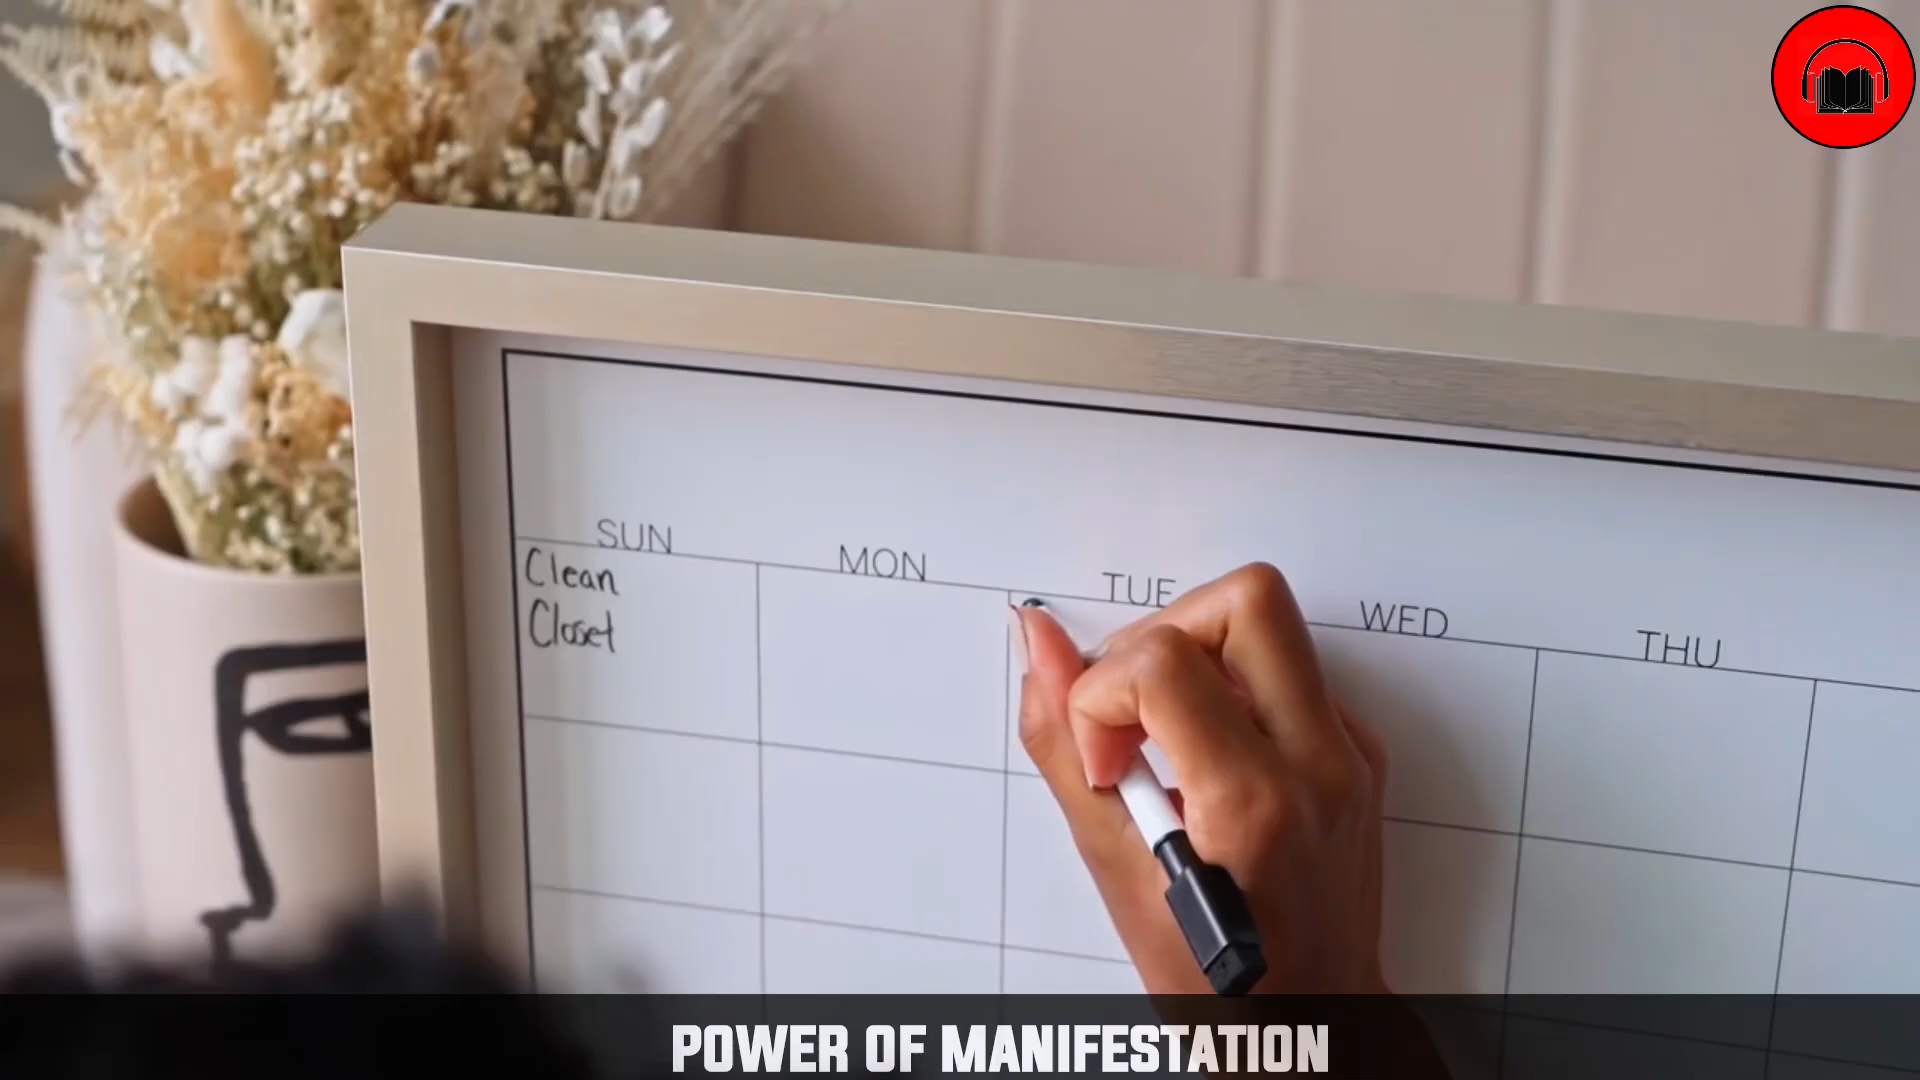 SUN
MON
TUE
WED
THU
Clean
Closet
POWER OF MANIFESTATION